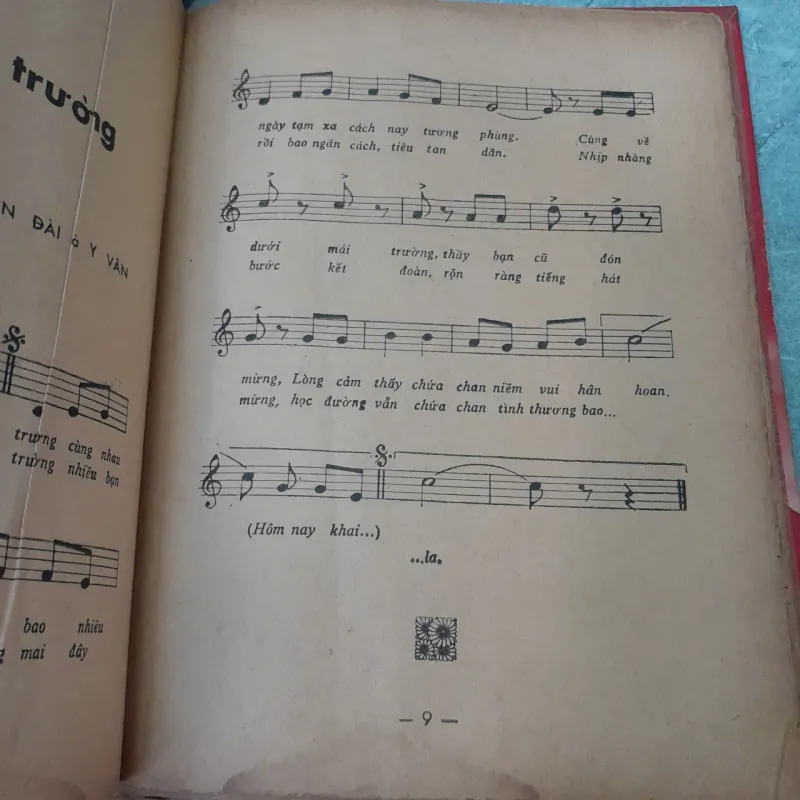 trường
N ĐÀI & Y VÂN
trường cùng nhau
trường nhiều bạn
bao nhiêu
mai đây
ngày tạm xa cách nay tương phùng. Cùng về
rồi bao ngăn cách, tiêu tan dần. Nhịp nhàng
dưới mái trường, thầy bạn cũ đón
bước kết đoàn, rộn ràng tiếng hát
mừng, Lòng cảm thấy chứa chan niềm vui hân hoan.
mừng, học đường vẫn chứa chan tình thương bao...
(Hôm nay khai...)
...la.
— 9 —